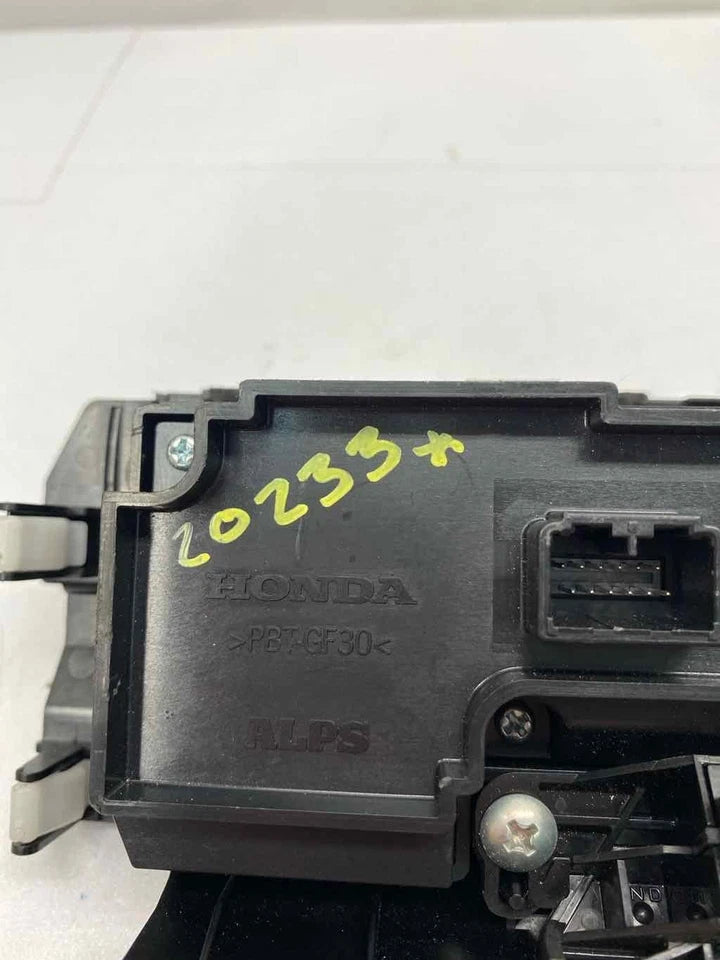 20233*
HONDA
>PBT-GF30<
ALPS